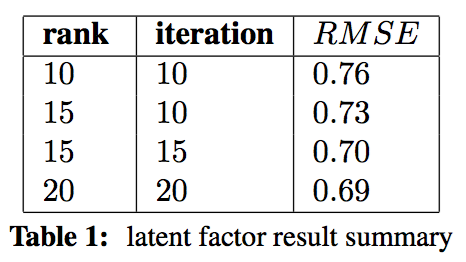 rank iteration RMSE
10 10 0.76
15 10 0.73
15 15 0.70
20 20 0.69
Table 1: latent factor result summary